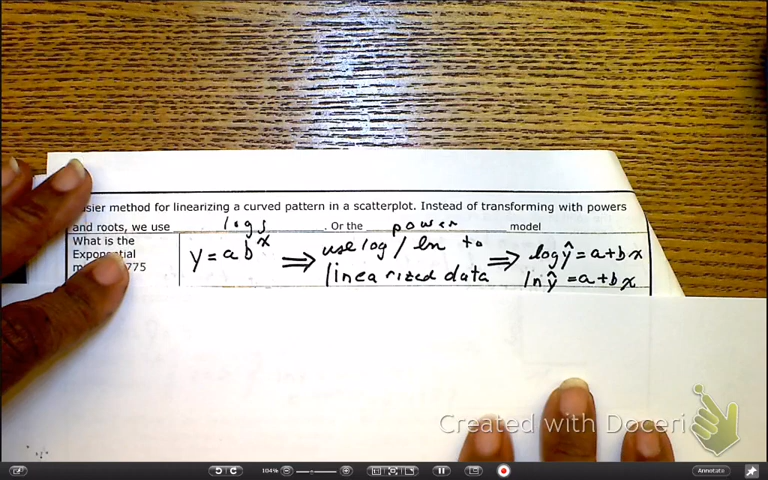 asier method for linearizing a curved pattern in a scatterplot. Instead of transforming with powers
and roots, we use logs . Or the power model
What is the
Exponential
775
y = ab^x ⇒ use log / ln to linearized data ⇒ log ŷ = a + bx
ln ŷ = a + bx
Created with Doceri
104%
Annotate